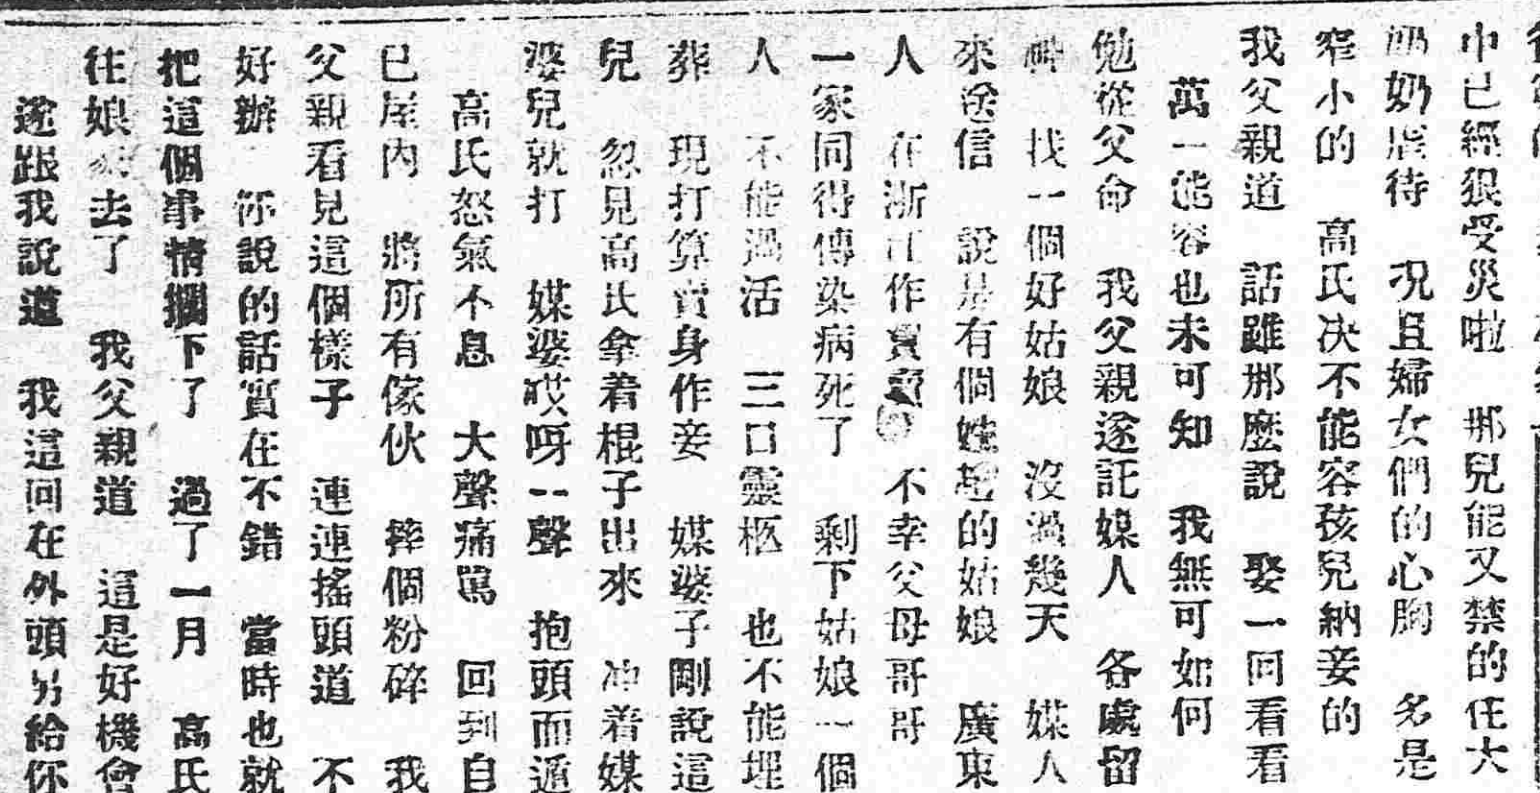 巾已經狠受災啦　那兒能又禁的住大
奶奶虐待　况且婦女們的心胸　名是
窄小的　高氏决不能容孩兒納妾的
我父親道　話雖那麽說　娶一回看看
萬一能容也未可知　我無可如何
勉從父命　我父親遂託媒人　各處留
神　找一個好姑娘　沒過幾天　媒人
來送信　說是有個姓的姑娘　廣東
人　在浙江作買賣　不幸父母哥哥
一家同得傳染病死了　剩下姑娘一個
人　不能過活　三口靈柩　也不能埋
葬　現打算賣身作妾　媒婆子剛說這
兒　忽見高氏拿着棍子出來　冲着媒
婆兒就打　媒婆哎呀一聲　抱頭而遁
高氏怒氣不息　大聲痛罵　回到自
已屋內　將所有傢伙　摔個粉碎　我
父親看見這個樣子　連連搖頭道　不
好辦　你說的話實在不錯　當時也就
把這個事情擱下了　過了一月　高氏
往娘家去了　我父親道　這是好機會
遂跟我說道　我這回在外頭另給你